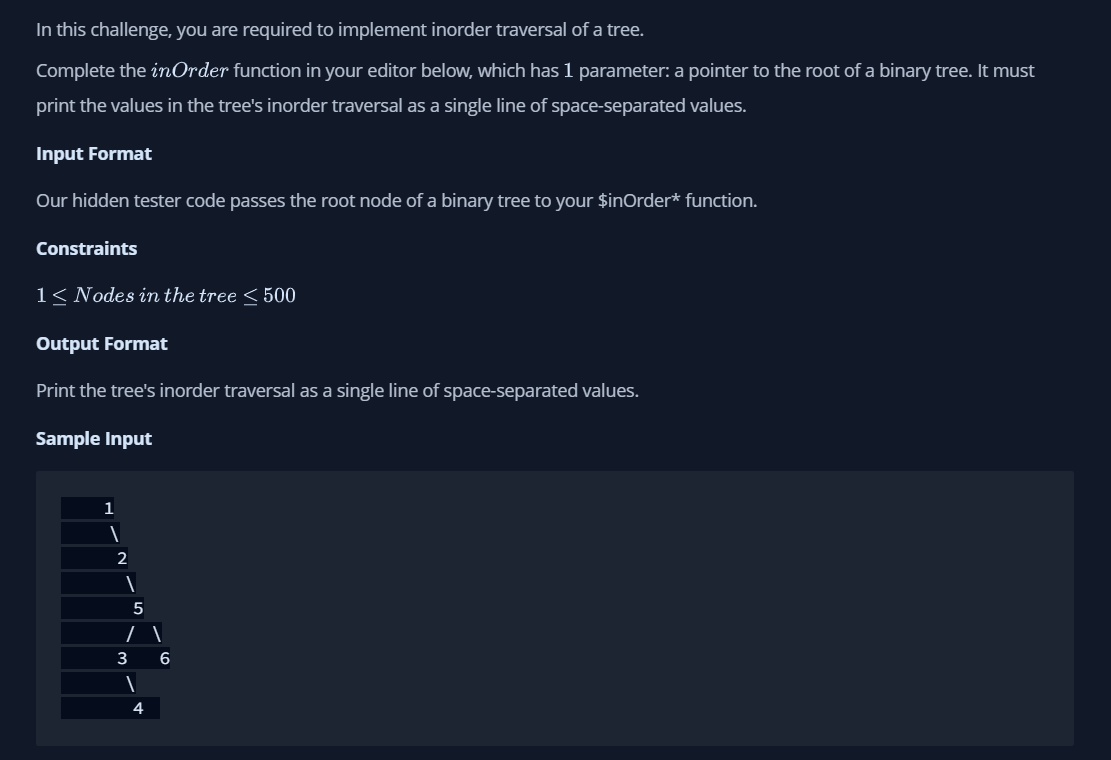 In this challenge, you are required to implement inorder traversal of a tree.
Complete the inOrder function in your editor below, which has 1 parameter: a pointer to the root of a binary tree. It must
print the values in the tree's inorder traversal as a single line of space-separated values.
Input Format
Our hidden tester code passes the root node of a binary tree to your $inOrder* function.
Constraints
1 ≤ Nodes in the tree ≤ 500
Output Format
Print the tree's inorder traversal as a single line of space-separated values.
Sample Input
     1
      \
       2
        \
         5
        /  \
       3    6
        \
         4